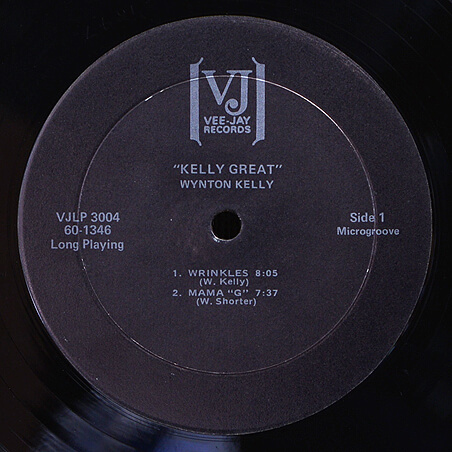 VJ
VEE-JAY
RECORDS
"KELLY GREAT"
WYNTON KELLY
VJLP 3004
60-1346
Long Playing
Side 1
Microgroove
1. WRINKLES 8:05
(W. Kelly)
2. MAMA "G" 7:37
(W. Shorter)